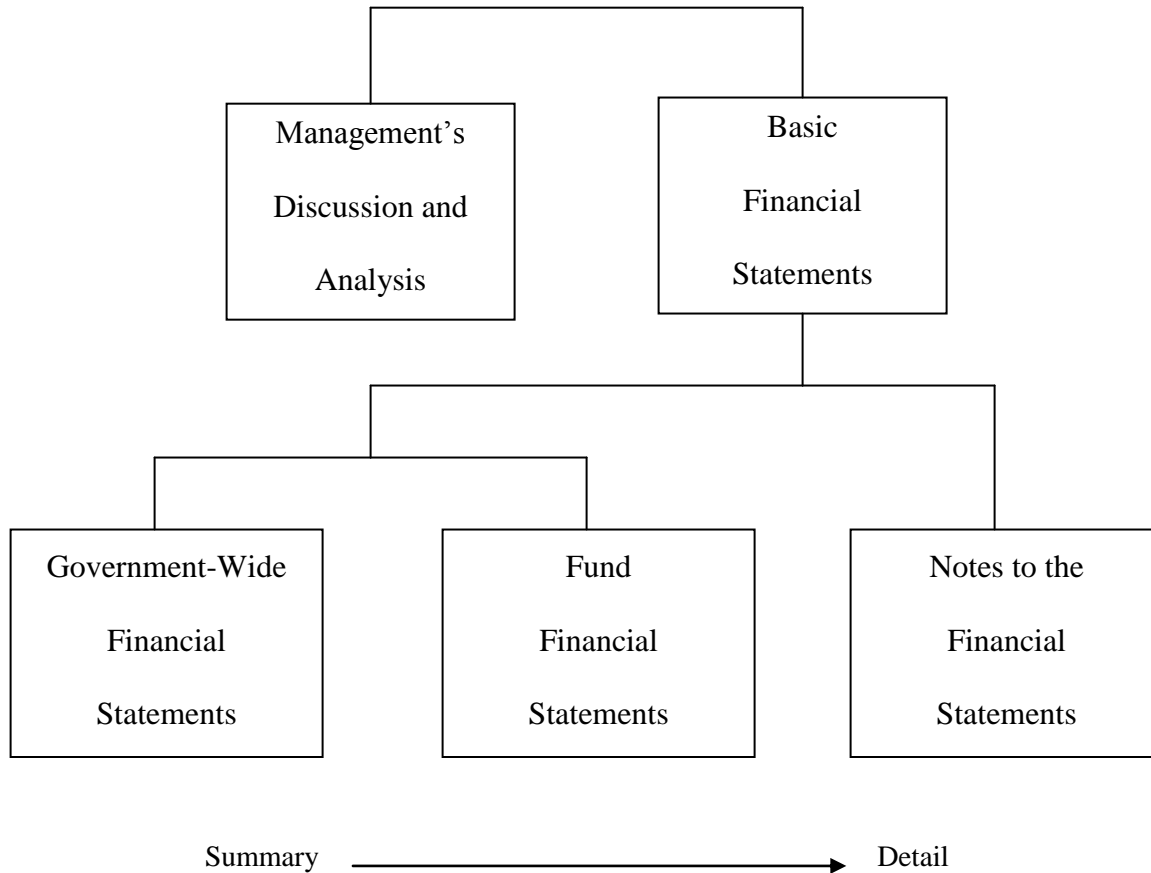 Management’s
Discussion and
Analysis
Basic
Financial
Statements
Government-Wide
Financial
Statements
Fund
Financial
Statements
Notes to the
Financial
Statements
Summary
Detail